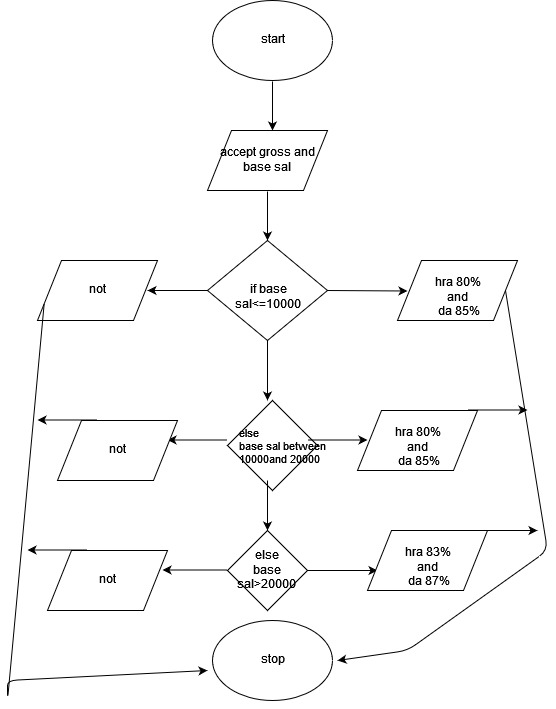 start
accept gross and
base sal
not
if base
sal<=10000
hra 80%
and
da 85%
not
else
base sal between
10000and 20000
hra 80%
and
da 85%
not
else
base
sal>20000
hra 83%
and
da 87%
stop